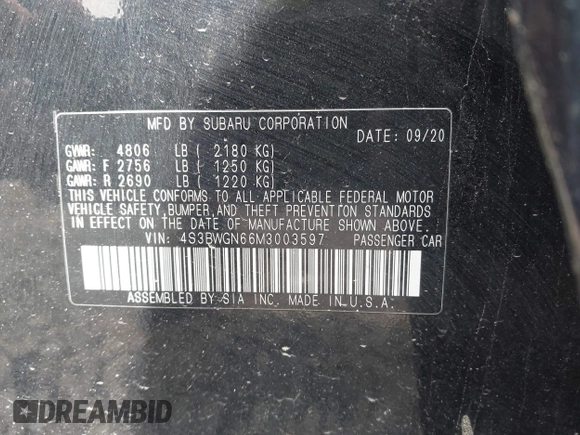 MFD BY SUBARU CORPORATION
DATE: 09/20
GVWR: 4806 LB ( 2180 KG)
GAWR: F 2756 LB ( 1250 KG)
GAWR: R 2690 LB ( 1220 KG)
THIS VEHICLE CONFORMS TO ALL APPLICABLE FEDERAL MOTOR
VEHICLE SAFETY, BUMPER, AND THEFT PREVENTION STANDARDS
IN EFFECT ON THE DATE OF MANUFACTURE SHOWN ABOVE.
VIN: 4S3BWGN66M3003597 PASSENGER CAR
ASSEMBLED BY SIA INC. MADE IN U.S.A.
DREAMBID